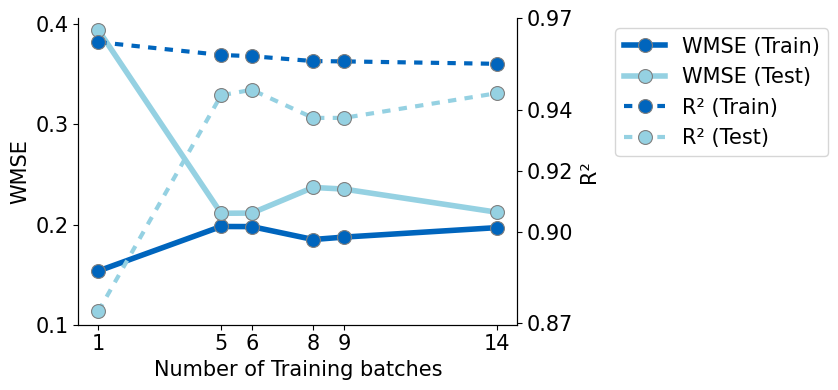 0.4
0.3
0.2
0.1
WMSE
1
5
6
8
9
14
Number of Training batches
0.97
0.94
0.92
0.90
0.87
R²
WMSE (Train)
WMSE (Test)
R² (Train)
R² (Test)